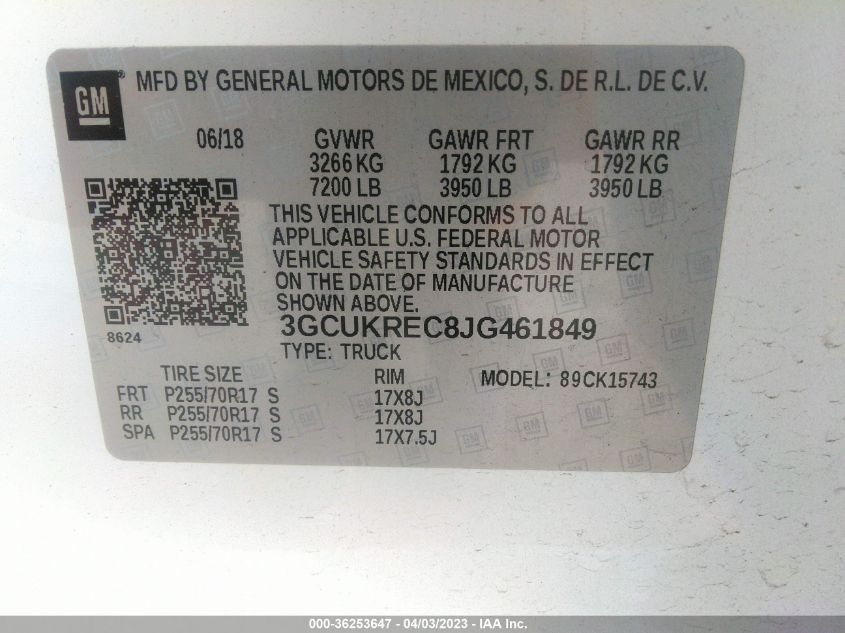 GM ® MFD BY GENERAL MOTORS DE MEXICO, S. DE R.L. DE C.V.
06/18 GVWR GAWR FRT GAWR RR
3266 KG 1792 KG 1792 KG
7200 LB 3950 LB 3950 LB
THIS VEHICLE CONFORMS TO ALL
APPLICABLE U.S. FEDERAL MOTOR
VEHICLE SAFETY STANDARDS IN EFFECT
ON THE DATE OF MANUFACTURE
SHOWN ABOVE.
8624
3GCUKREC8JG461849
TYPE: TRUCK
TIRE SIZE RIM MODEL: 89CK15743
FRT P255/70R17 S 17X8J
RR P255/70R17 S 17X8J
SPA P255/70R17 S 17X7.5J
000-36253647 - 04/03/2023 - IAA Inc.